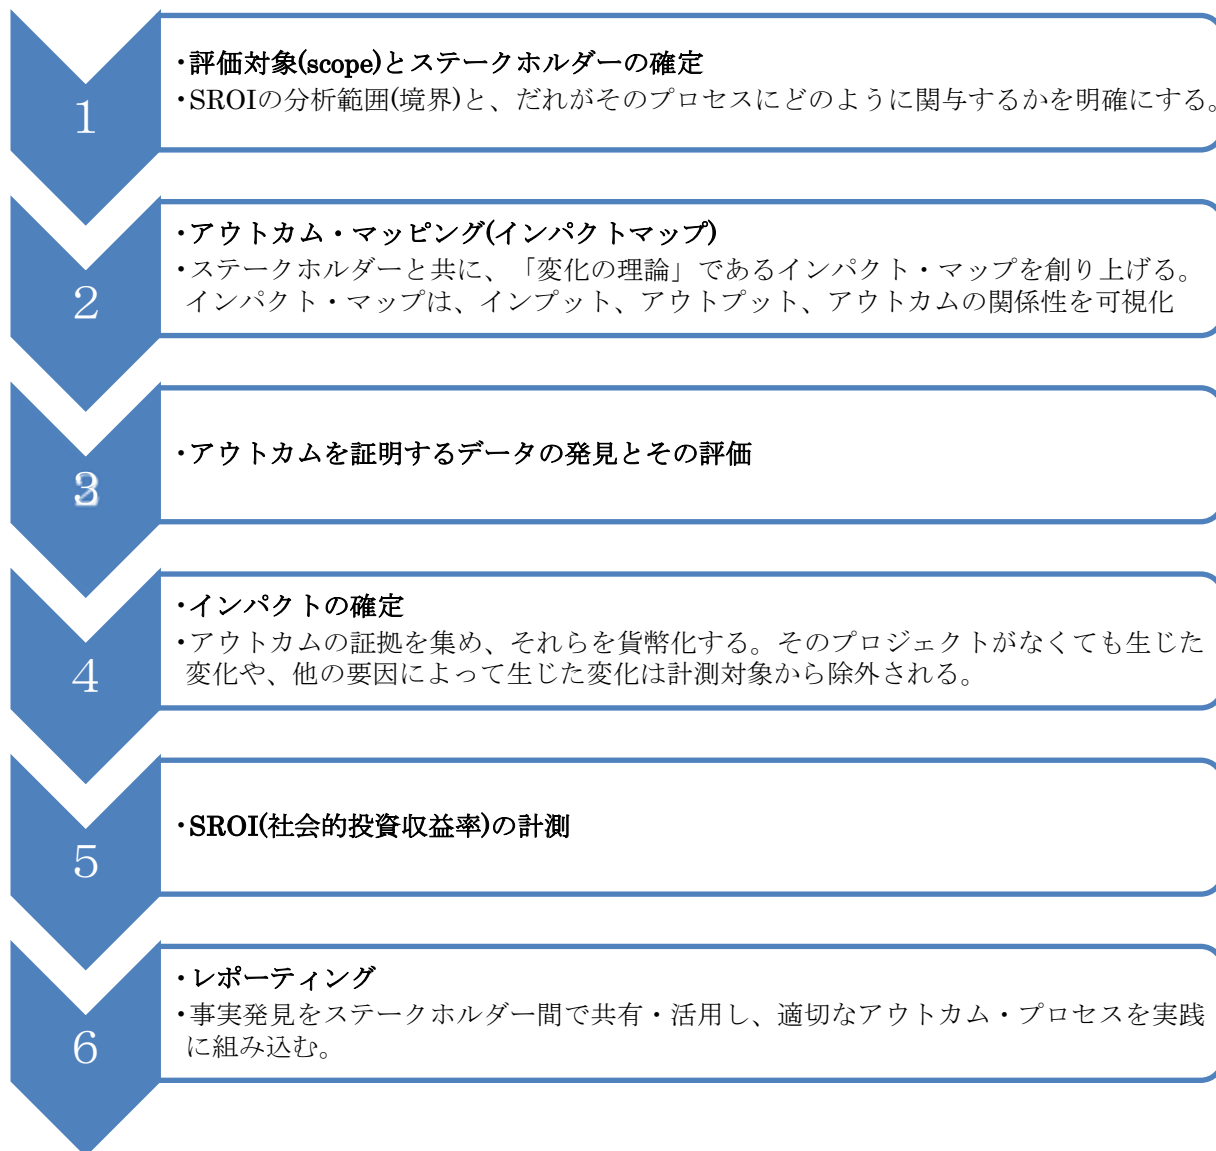 1
・評価対象(scope)とステークホルダーの確定
・SROIの分析範囲(境界)と、だれがそのプロセスにどのように関与するかを明確にする。
2
・アウトカム・マッピング(インパクトマップ)
・ステークホルダーと共に、「変化の理論」であるインパクト・マップを創り上げる。
インパクト・マップは、インプット、アウトプット、アウトカムの関係性を可視化
3
・アウトカムを証明するデータの発見とその評価
4
・インパクトの確定
・アウトカムの証拠を集め、それらを貨幣化する。そのプロジェクトがなくても生じた
変化や、他の要因によって生じた変化は計測対象から除外される。
5
・SROI(社会的投資収益率)の計測
6
・レポーティング
・事実発見をステークホルダー間で共有・活用し、適切なアウトカム・プロセスを実践
に組み込む。